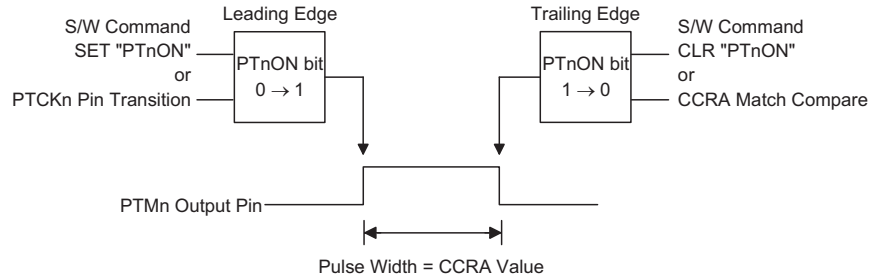 Leading Edge
S/W Command
SET "PTnON"
or
PTCKn Pin Transition
PTnON bit
0 → 1
Trailing Edge
PTnON bit
1 → 0
S/W Command
CLR "PTnON"
or
CCRA Match Compare
PTMn Output Pin
Pulse Width = CCRA Value